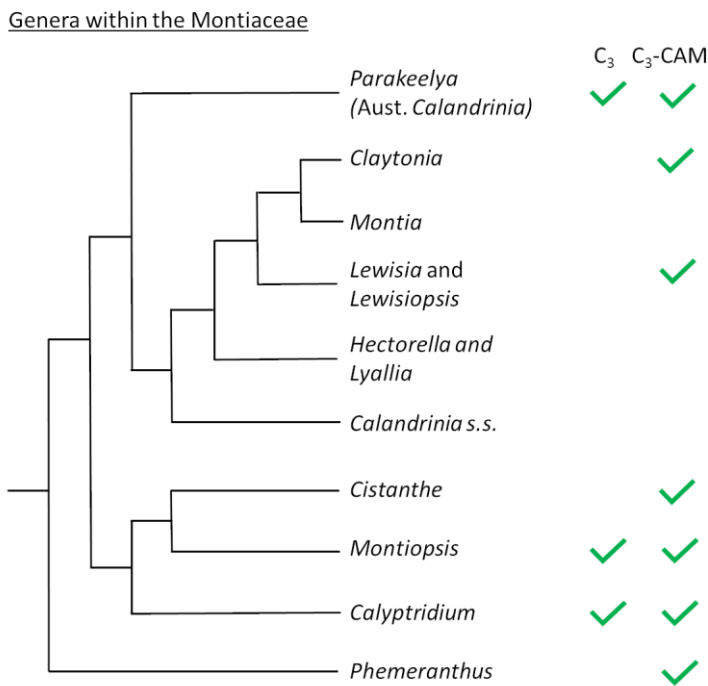 Genera within the Montiaceae
C₃ C₃-CAM
Parakeelya
(Aust. Calandrinia)
Claytonia
Montia
Lewisia and
Lewisiopsis
Hectorella and
Lyallia
Calandrinia s.s.
Cistanthe
Montiopsis
Calyptridium
Phemeranthus